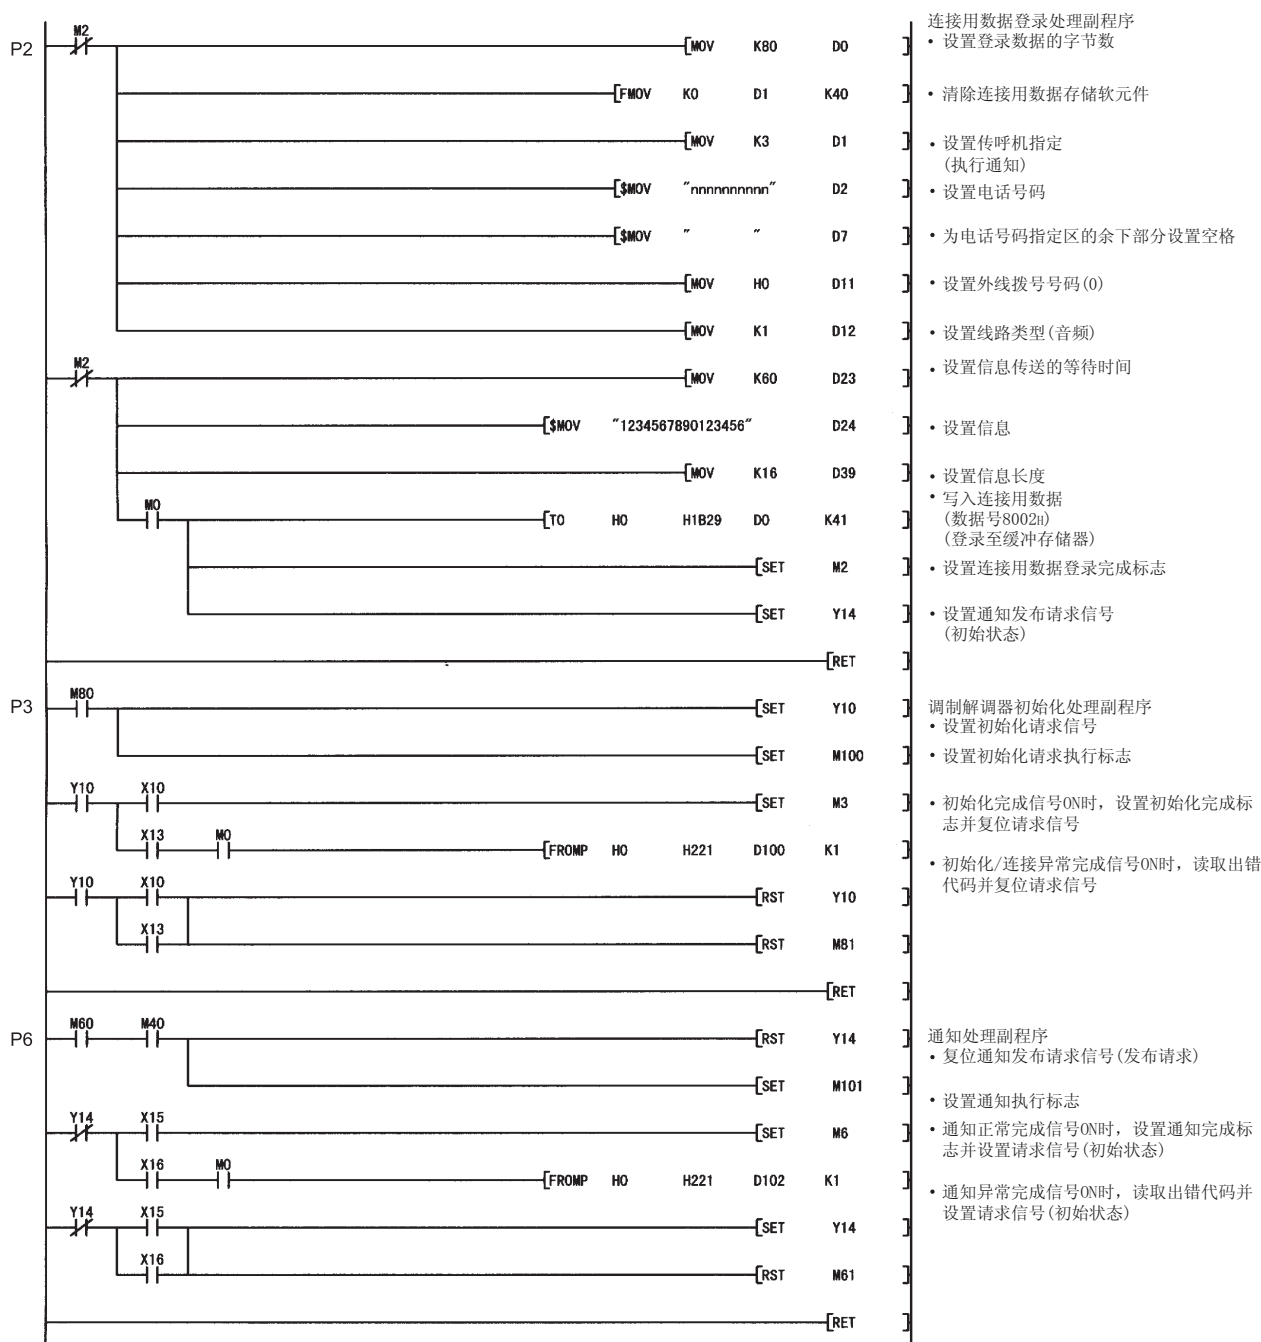 连接用数据登录处理副程序
M2
P2 [MOV K80 D0 ] • 设置登录数据的字节数
[FMOV K0 D1 K40 ] • 清除连接用数据存储软元件
[MOV K3 D1 ] • 设置传呼机指定
(执行通知)
[$MOV "nnnnnnnnnn" D2 ] • 设置电话号码
[$MOV " " D7 ] • 为电话号码指定区的余下部分设置空格
[MOV H0 D11 ] • 设置外线拨号号码(0)
[MOV K1 D12 ] • 设置线路类型(音频)
M2
[MOV K60 D23 ] • 设置信息传送的等待时间
[$MOV "1234567890123456" D24 ] • 设置信息
[MOV K16 D39 ] • 设置信息长度
M0
[TO H0 H1B29 D0 K41 ] • 写入连接用数据
(数据号8002H)
(登录至缓冲存储器)
[SET M2 ] • 设置连接用数据登录完成标志
[SET Y14 ] • 设置通知发布请求信号
(初始状态)
[RET ]
M80
P3 [SET Y10 ] 调制解调器初始化处理副程序
• 设置初始化请求信号
[SET M100 ] • 设置初始化请求执行标志
Y10 X10
[SET M3 ] • 初始化完成信号ON时，设置初始化完成标
志并复位请求信号
X13 M0
[FROMP H0 H221 D100 K1 ] • 初始化/连接异常完成信号ON时，读取出错
代码并复位请求信号
Y10 X10
[RST Y10 ]
X13
[RST M81 ]
[RET ]
M60 M40
P6 [RST Y14 ] 通知处理副程序
• 复位通知发布请求信号(发布请求)
[SET M101 ] • 设置通知执行标志
Y14 X15
[SET M6 ] • 通知正常完成信号ON时，设置通知完成标
志并设置请求信号(初始状态)
X16 M0
[FROMP H0 H221 D102 K1 ] • 通知异常完成信号ON时，读取出错代码并
设置请求信号(初始状态)
Y14 X15
[SET Y14 ]
X16
[RST M61 ]
[RET ]